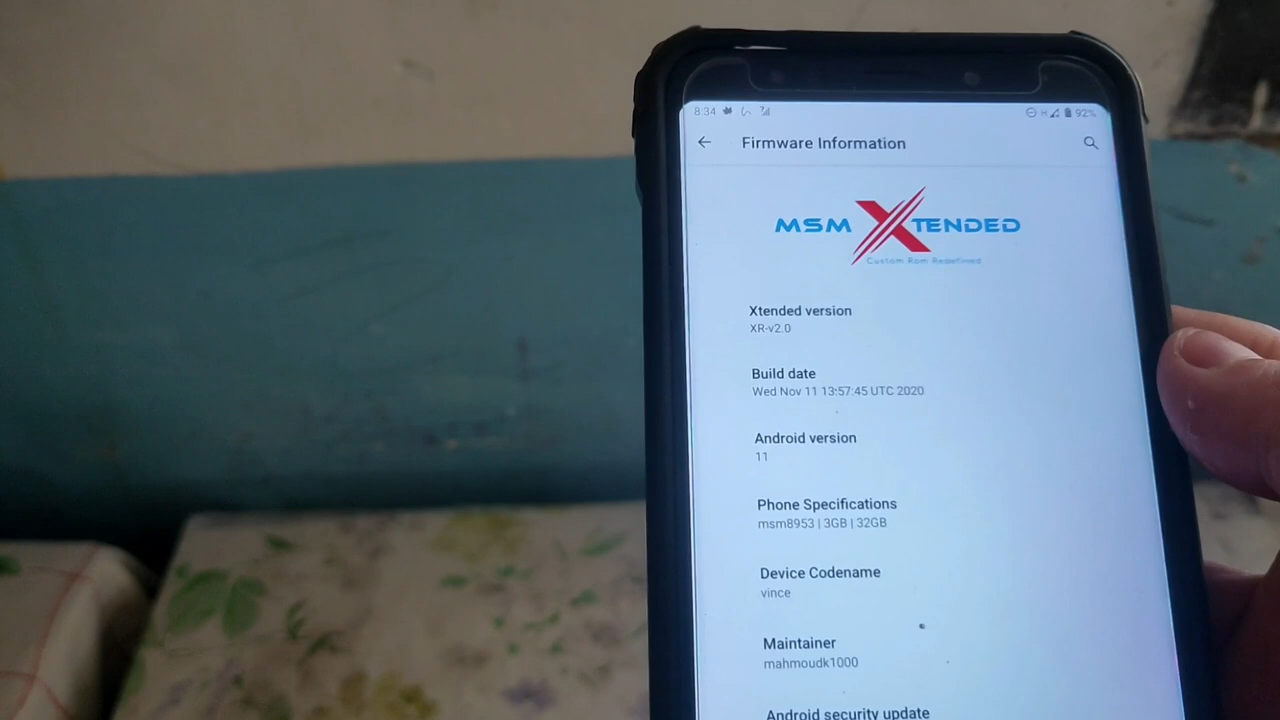 8:34
H
92%
Firmware Information
MSM XTENDED
Custom Rom Redefined
Xtended version
XR-v2.0
Build date
Wed Nov 11 13:57:45 UTC 2020
Android version
11
Phone Specifications
msm8953 | 3GB | 32GB
Device Codename
vince
Maintainer
mahmoudk1000
Android security update